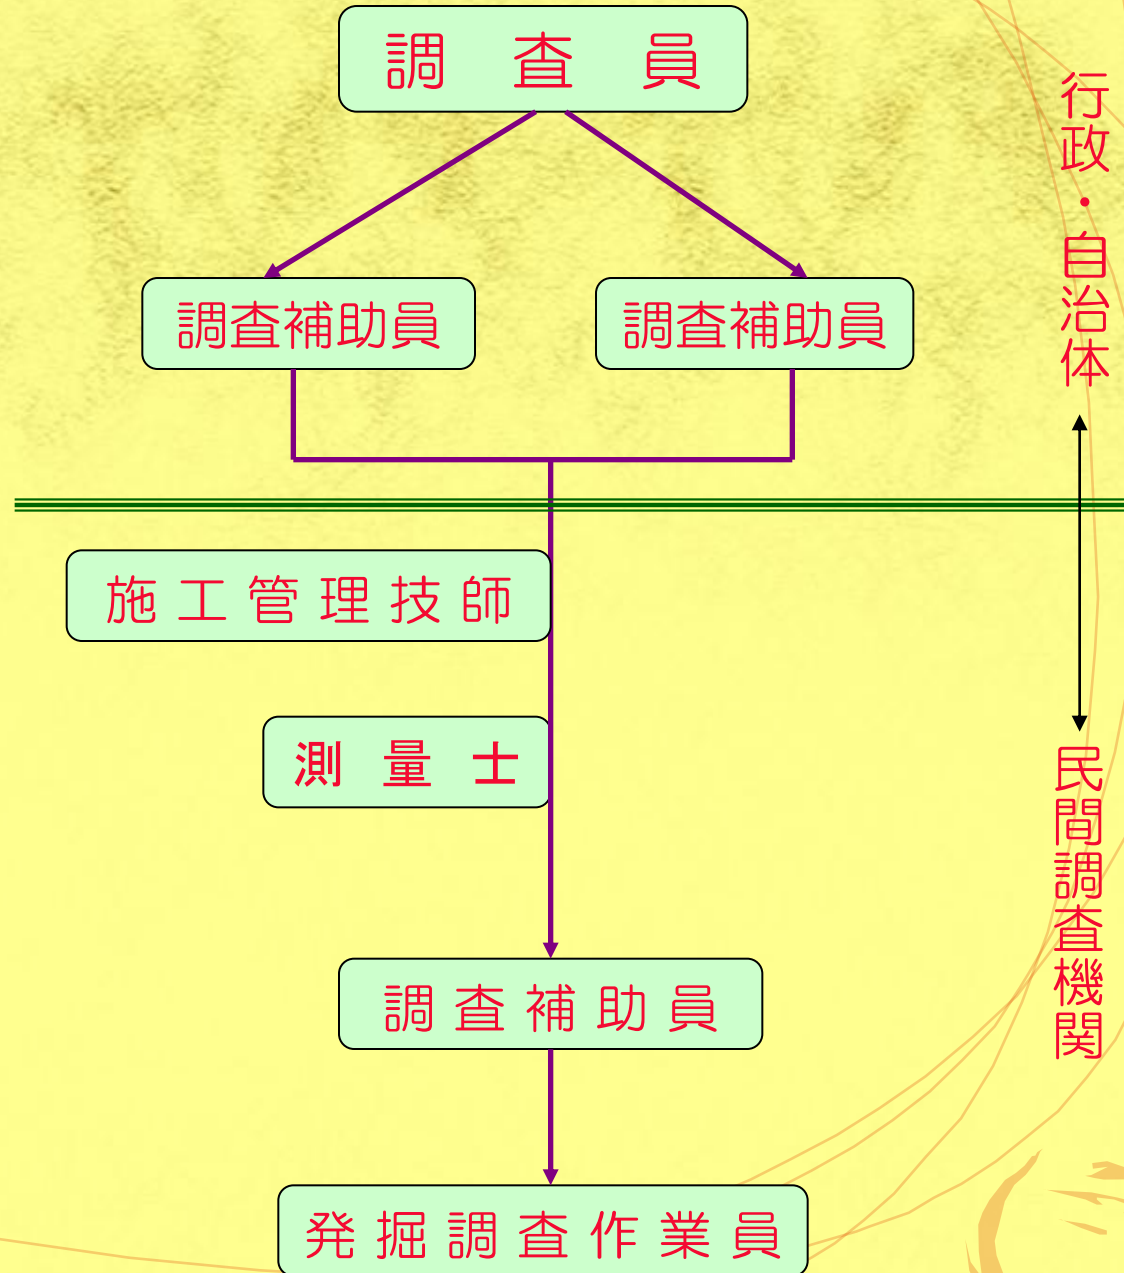 調査員
調査補助員
調査補助員
施工管理技師
測量士
調査補助員
発掘調査作業員
行政・自治体
民間調査機関